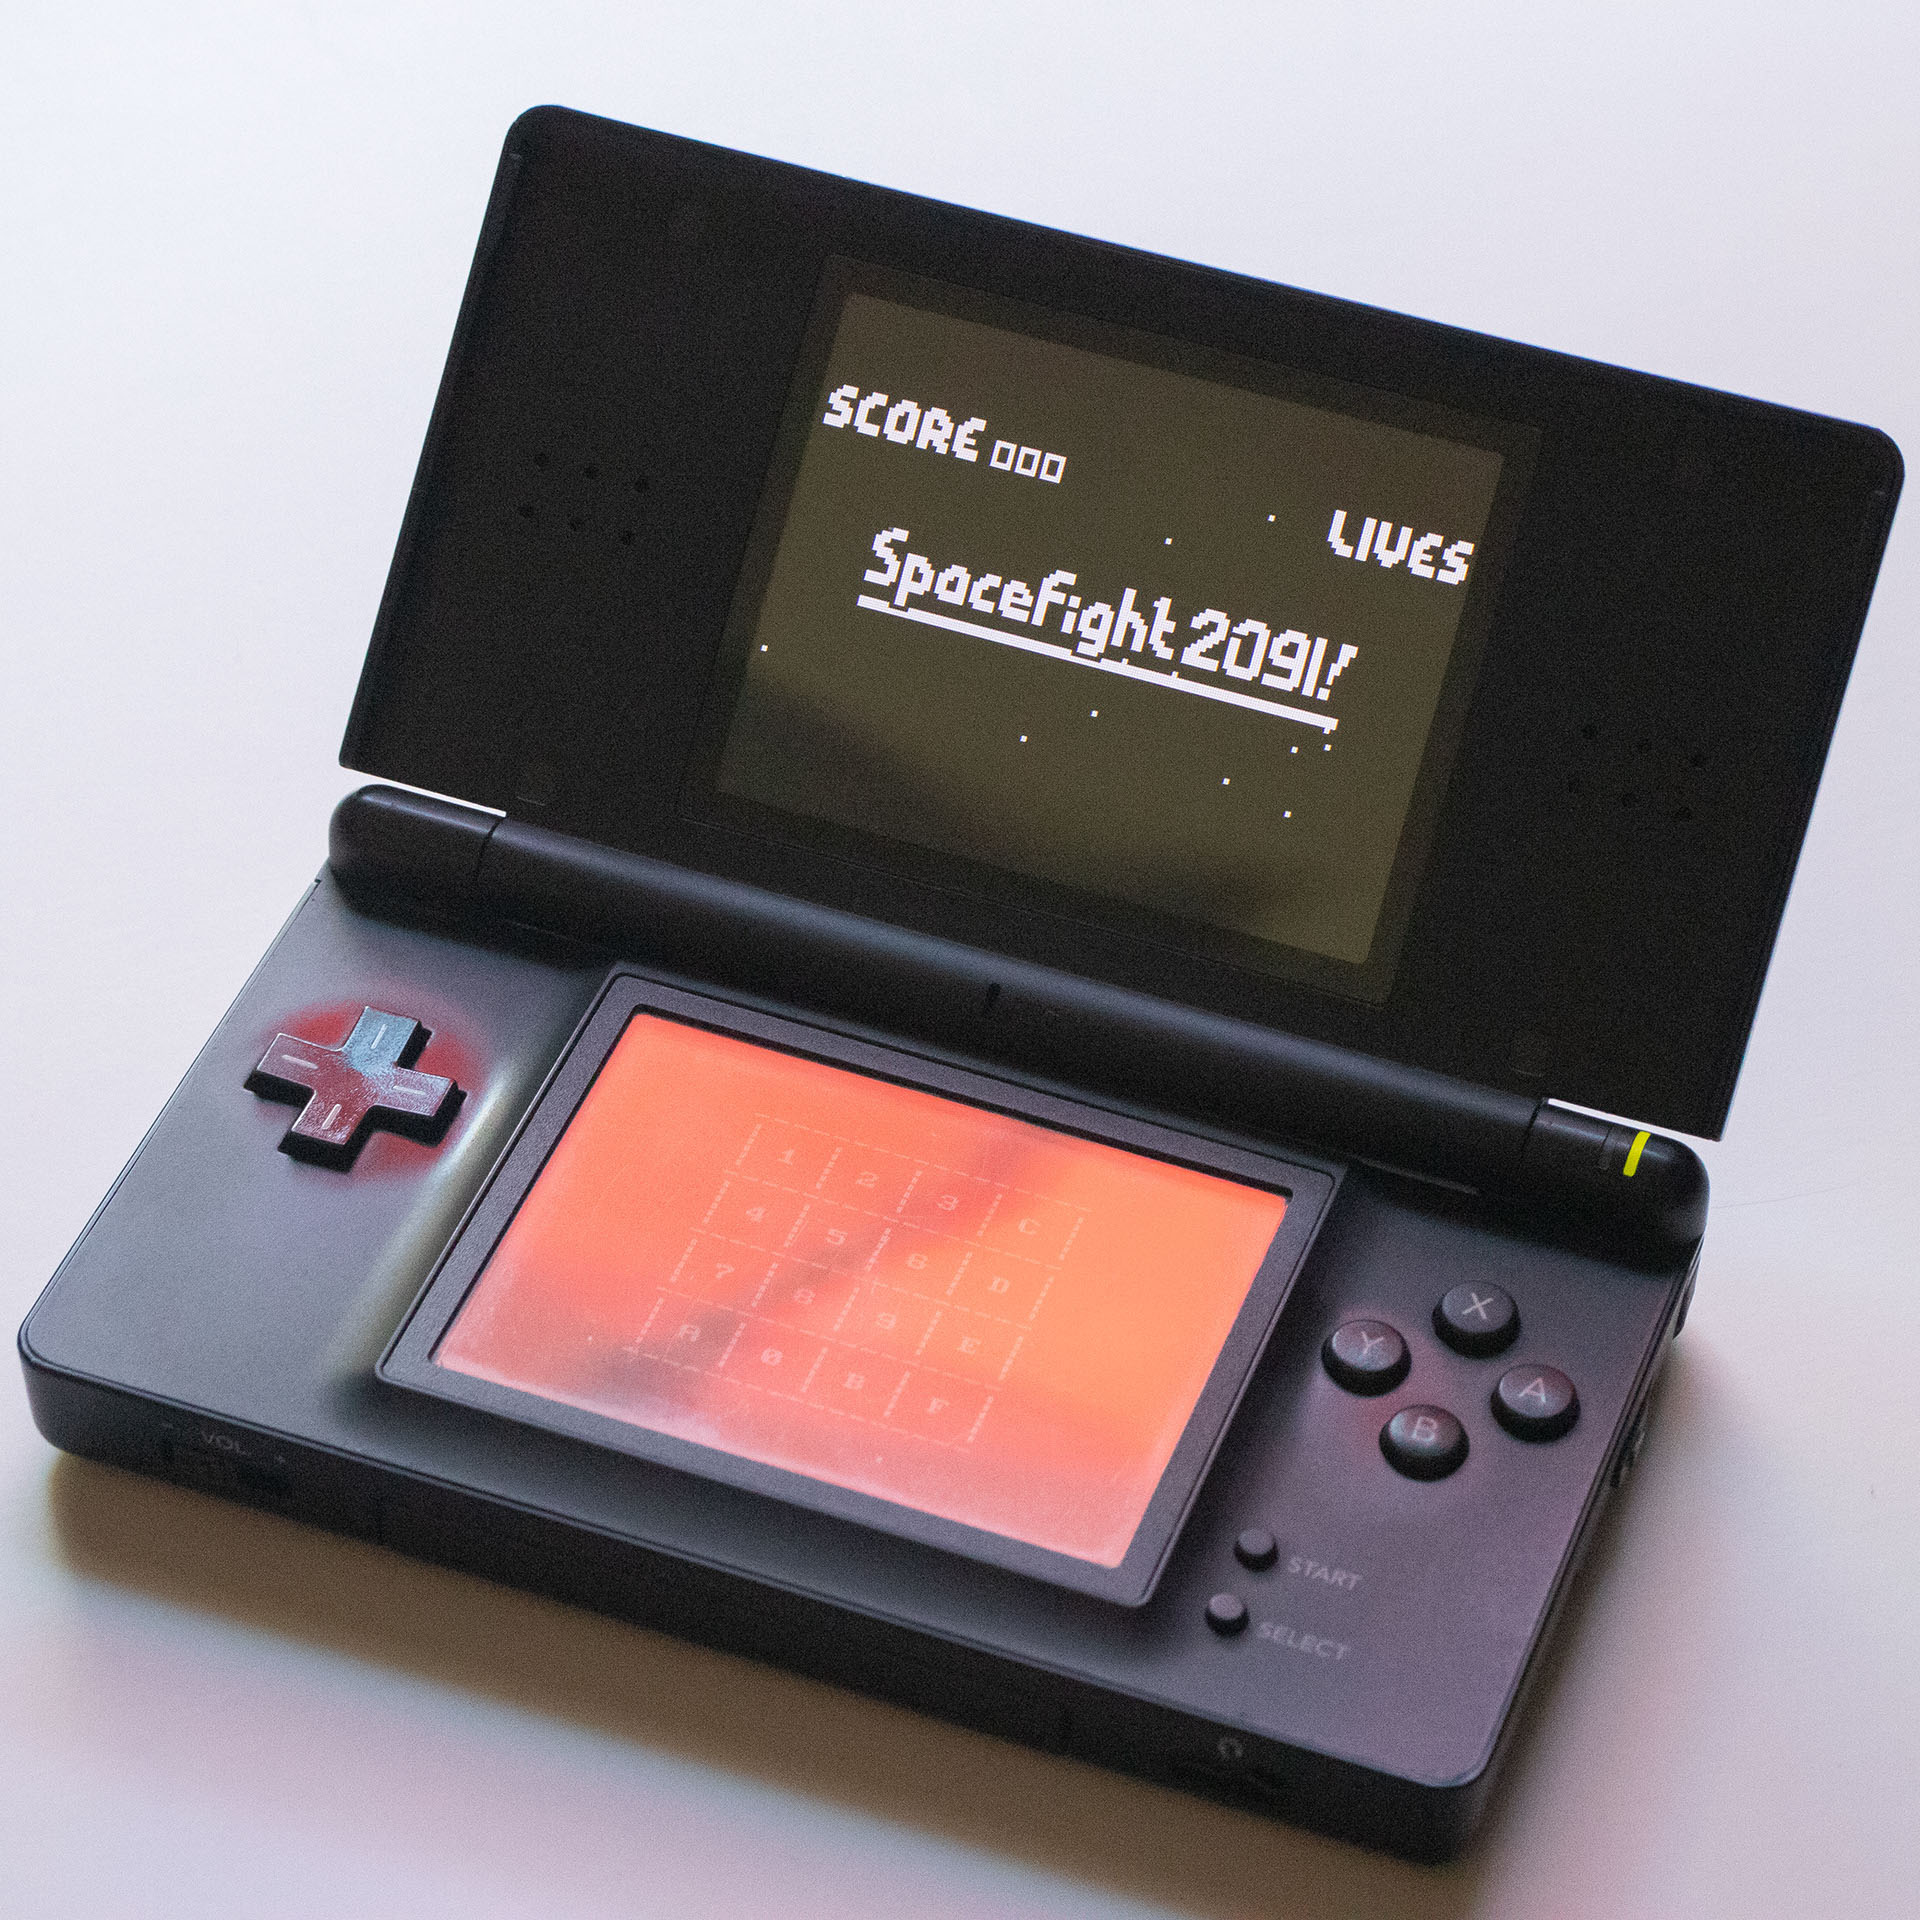 SCORE 000
LIVES
Spacefight 2091!
1 2 3 C
4 5 6 D
7 8 9 E
A 0 B F
X
Y
A
B
START
SELECT
VOL.